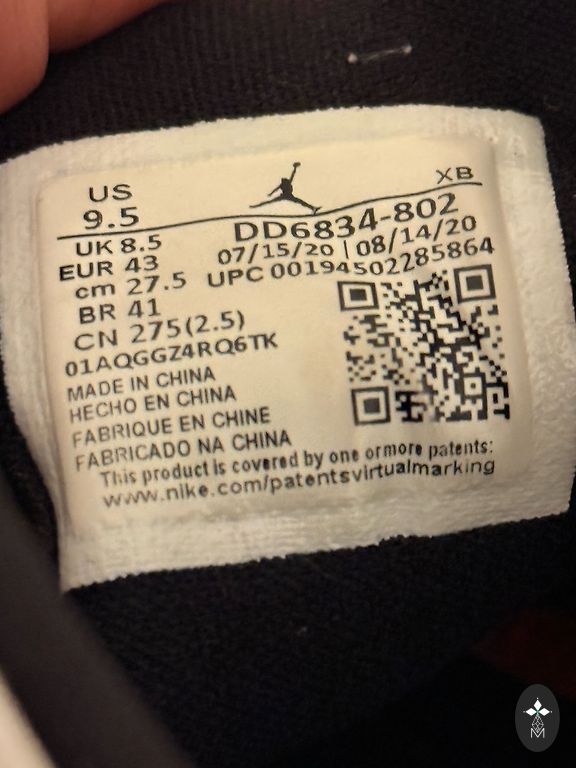 US
9.5
XB
DD6834-802
UK 8.5
07/15/20 | 08/14/20
EUR 43
UPC 00194502285864
cm 27.5
BR 41
CN 275(2.5)
01AQGGZ4RQ6TK
MADE IN CHINA
HECHO EN CHINA
FABRIQUE EN CHINE
FABRICADO NA CHINA
This product is covered by one or more patents:
www.nike.com/patentsvirtualmarking
M